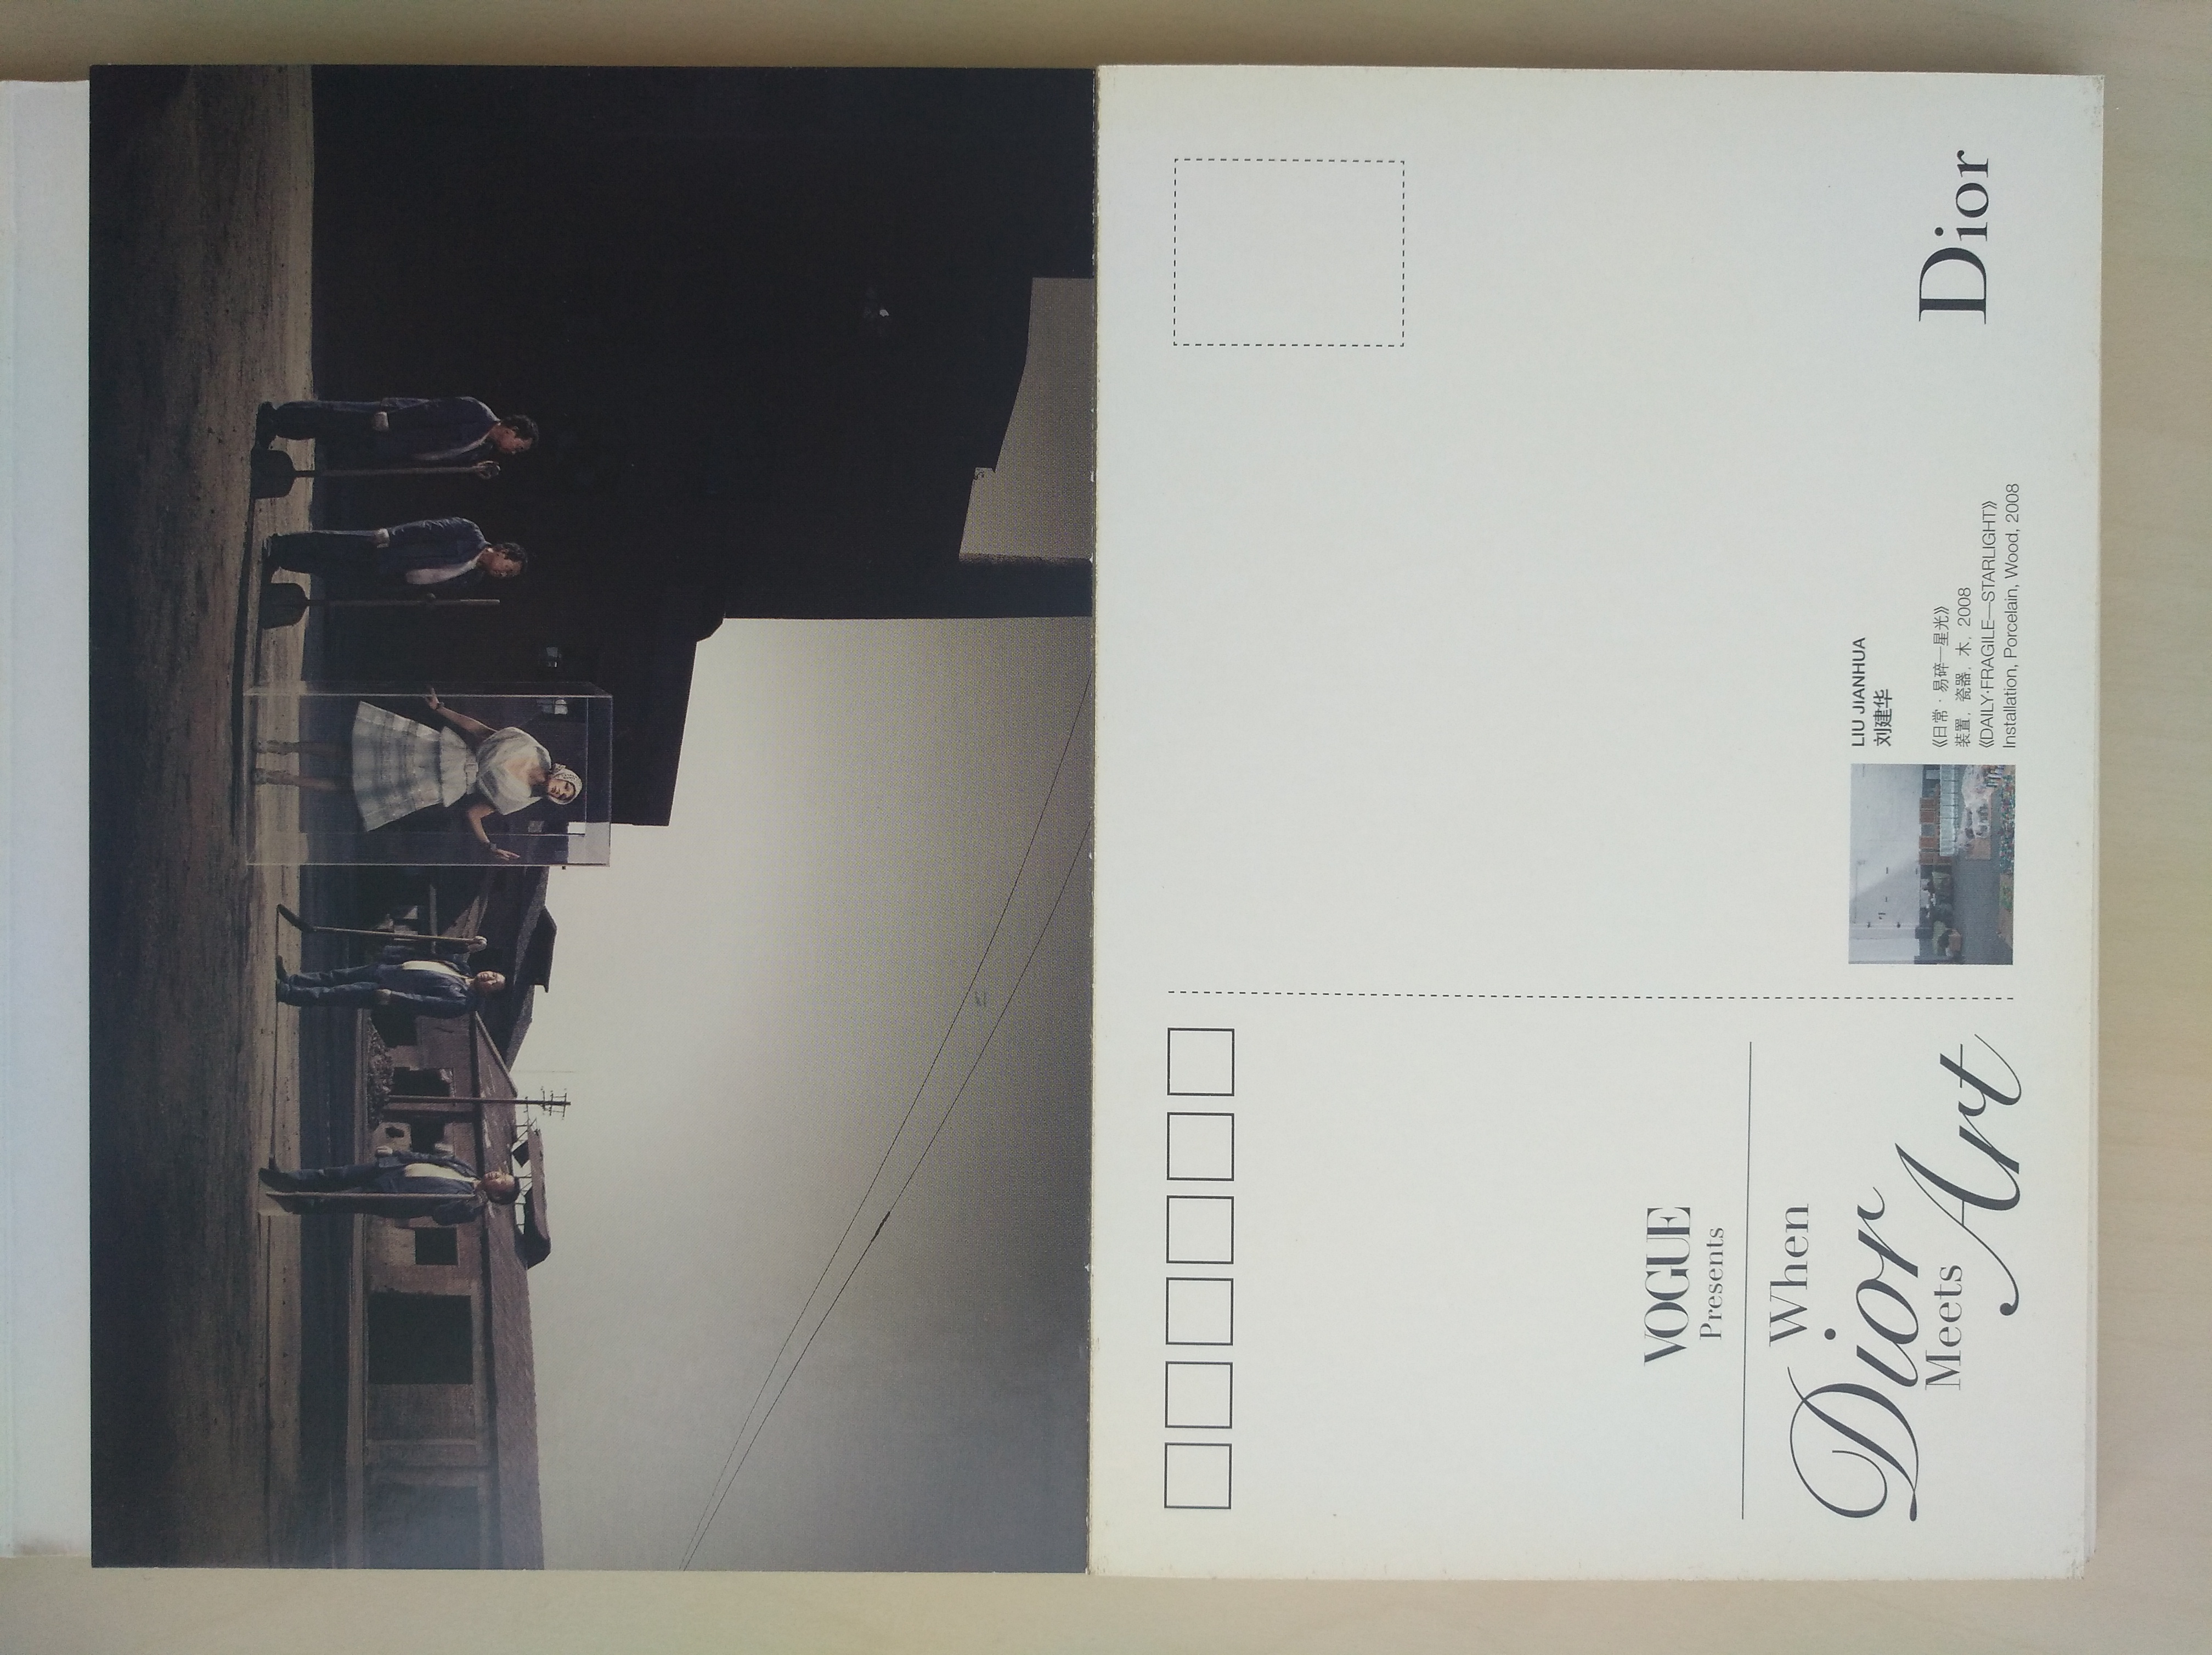 VOGUE
Presents
When
Dior
Meets
Art
LIU JIANHUA
刘建华
《日常·易碎—星光》
装置，瓷器，木，2008
《DAILY·FRAGILE—STARLIGHT》
Installation, Porcelain, Wood, 2008
Dior